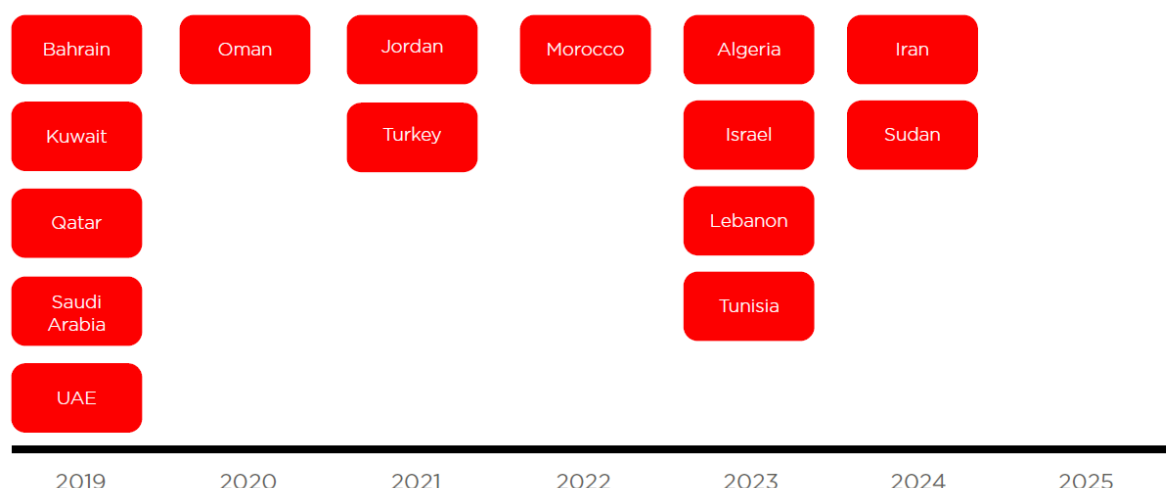 Bahrain
Oman
Jordan
Morocco
Algeria
Iran
Kuwait
Turkey
Israel
Sudan
Qatar
Lebanon
Saudi
Arabia
Tunisia
UAE
2019
2020
2021
2022
2023
2024
2025